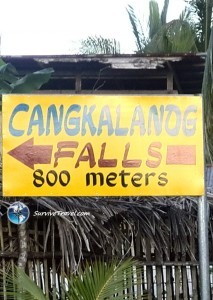 CANGKALANOG
FALLS
800 meters
SurviveTravel.com